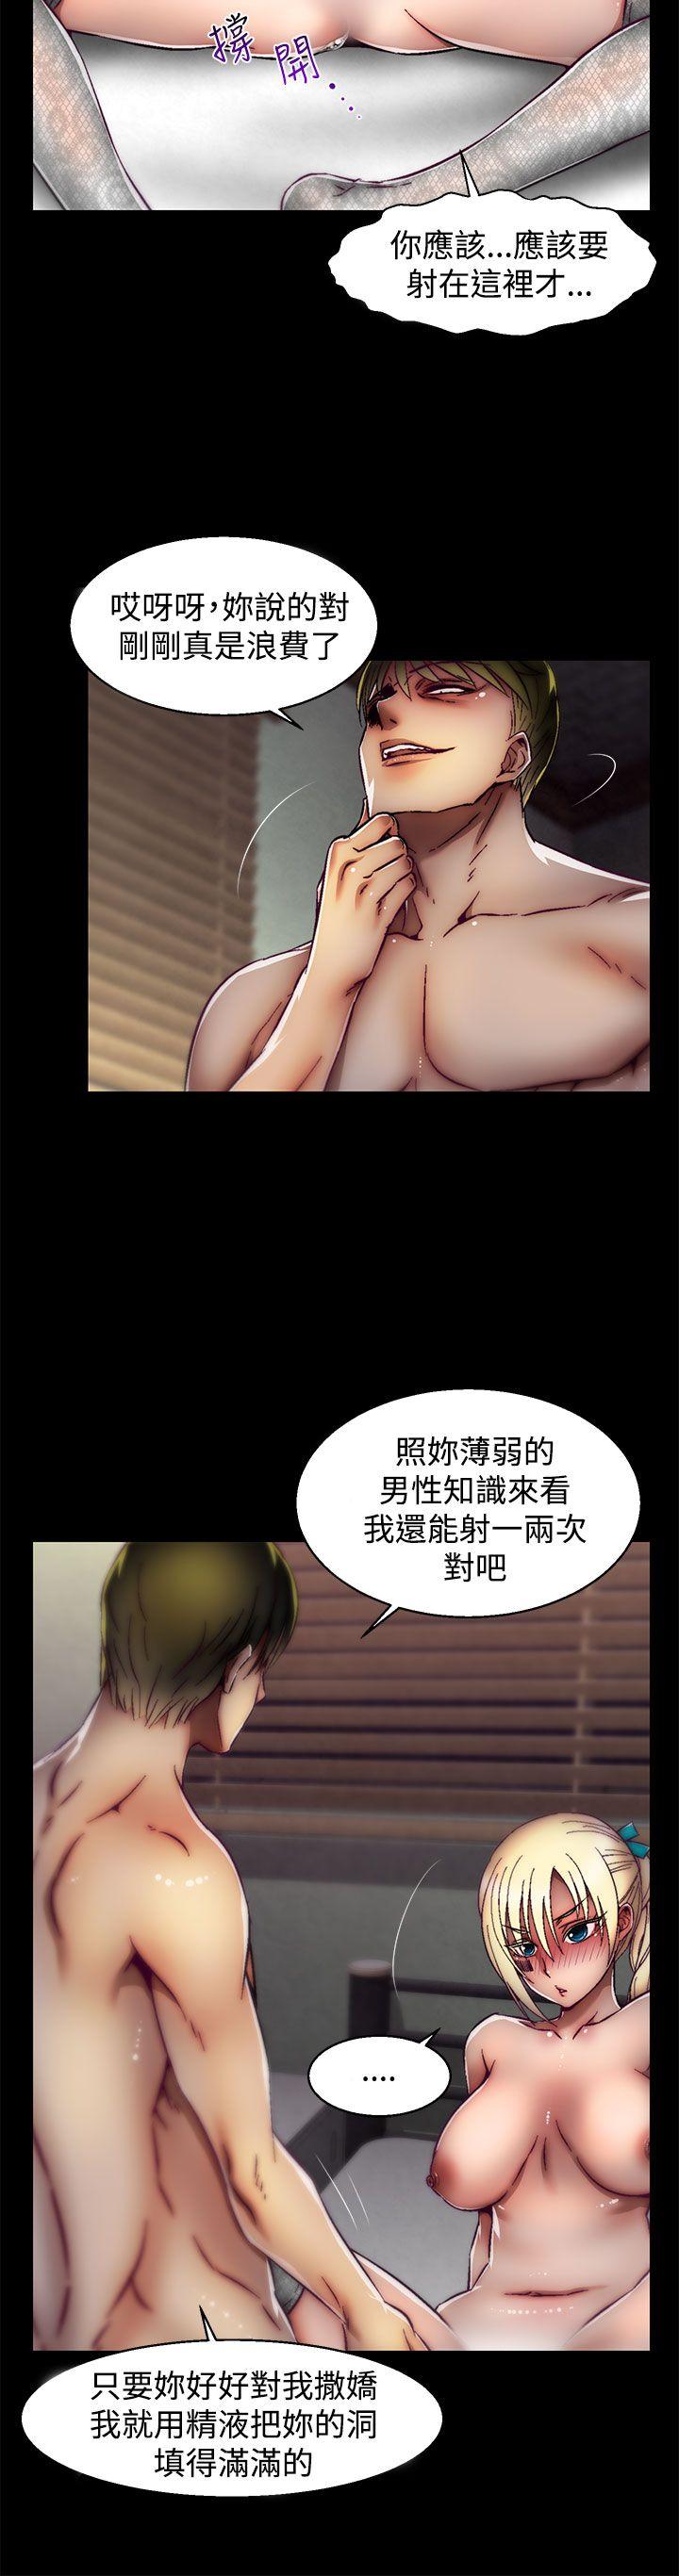 撐開...
你應該...應該要
射在這裡才...
哎呀呀,妳說的對
剛剛真是浪費了
照妳薄弱的
男性知識來看
我還能射一兩次
對吧
....
只要妳好好對我撒嬌
我就用精液把妳的洞
填得滿滿的